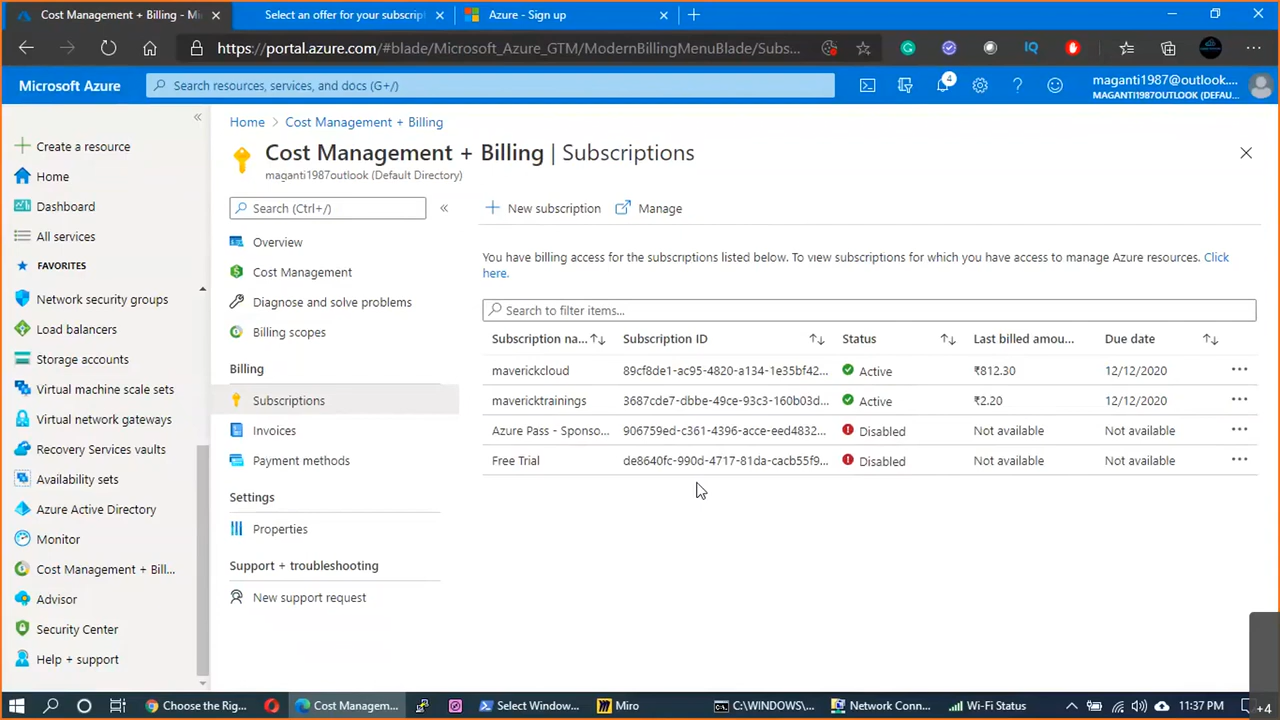 Cost Management + Billing - Mi
Select an offer for your subscrip
Azure - Sign up
https://portal.azure.com/#blade/Microsoft_Azure_GTM/ModernBillingMenuBlade/Subs...
IQ
Microsoft Azure
Search resources, services, and docs (G+/)
4
maganti1987@outlook....
MAGANTI1987OUTLOOK (DEFAU...
Create a resource
Home
Dashboard
All services
FAVORITES
Network security groups
Load balancers
Storage accounts
Virtual machine scale sets
Virtual network gateways
Recovery Services vaults
Availability sets
Azure Active Directory
Monitor
Cost Management + Bill...
Advisor
Security Center
Help + support
Home > Cost Management + Billing
Cost Management + Billing | Subscriptions
maganti1987outlook (Default Directory)
Search (Ctrl+/)
Overview
Cost Management
Diagnose and solve problems
Billing scopes
Billing
Subscriptions
Invoices
Payment methods
Settings
Properties
Support + troubleshooting
New support request
New subscription
Manage
You have billing access for the subscriptions listed below. To view subscriptions for which you have access to manage Azure resources. Click
here.
Search to filter items...
Subscription na... Subscription ID Status Last billed amou... Due date
maverickcloud 89cf8de1-ac95-4820-a134-1e35bf42... Active ₹812.30 12/12/2020 ...
mavericktrainings 3687cde7-dbbe-49ce-93c3-160b03d... Active ₹2.20 12/12/2020 ...
Azure Pass - Sponso... 906759ed-c361-4396-acce-eed4832... Disabled Not available Not available ...
Free Trial de8640fc-990d-4717-81da-cacb55f9... Disabled Not available Not available ...
Choose the Rig...
Cost Managem...
Select Window...
Miro
C:\WINDOWS\...
Network Conn...
Wi-Fi Status
11:37 PM
+4